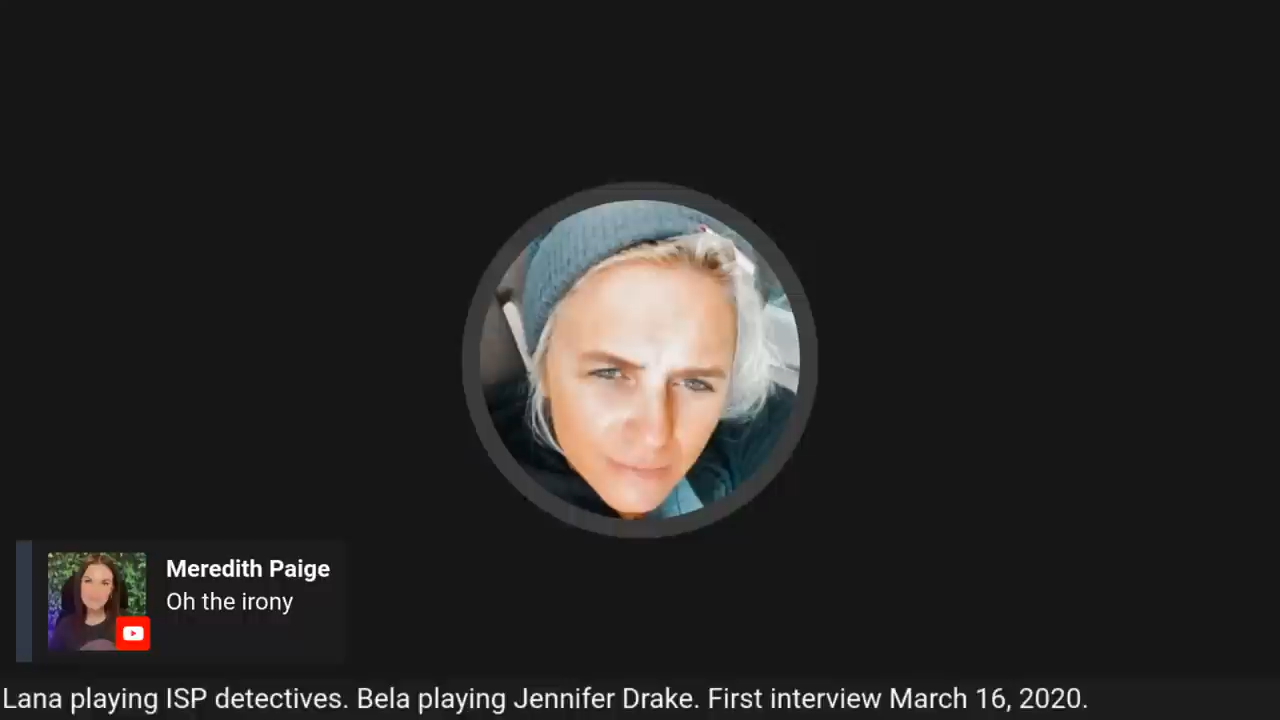 Meredith Paige
Oh the irony
Lana playing ISP detectives. Bela playing Jennifer Drake. First interview March 16, 2020.